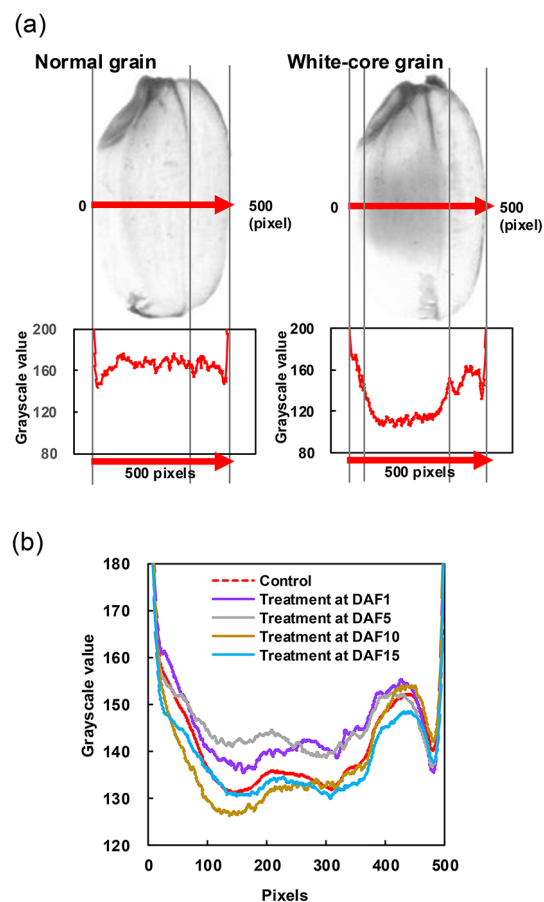 (a)
Normal grain
White-core grain
0
500
(pixel)
0
500
(pixel)
Grayscale value
200
160
120
80
500 pixels
Grayscale value
200
160
120
80
500 pixels
(b)
Grayscale value
180
170
160
150
140
130
120
Control
Treatment at DAF1
Treatment at DAF5
Treatment at DAF10
Treatment at DAF15
0 100 200 300 400 500
Pixels